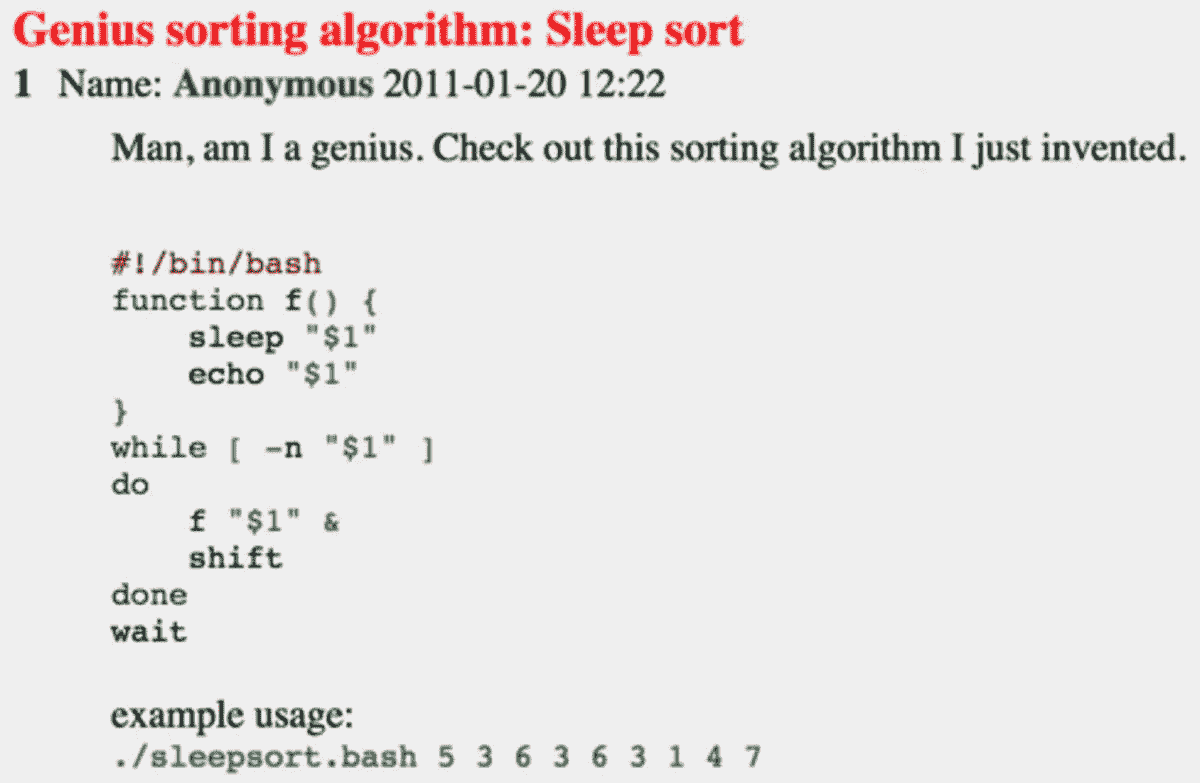 Genius sorting algorithm: Sleep sort
1 Name: Anonymous 2011-01-20 12:22
Man, am I a genius. Check out this sorting algorithm I just invented.
#!/bin/bash
function f() {
    sleep "$1"
    echo "$1"
}
while [ -n "$1" ]
do
    f "$1" &
    shift
done
wait
example usage:
./sleepsort.bash 5 3 6 3 6 3 1 4 7